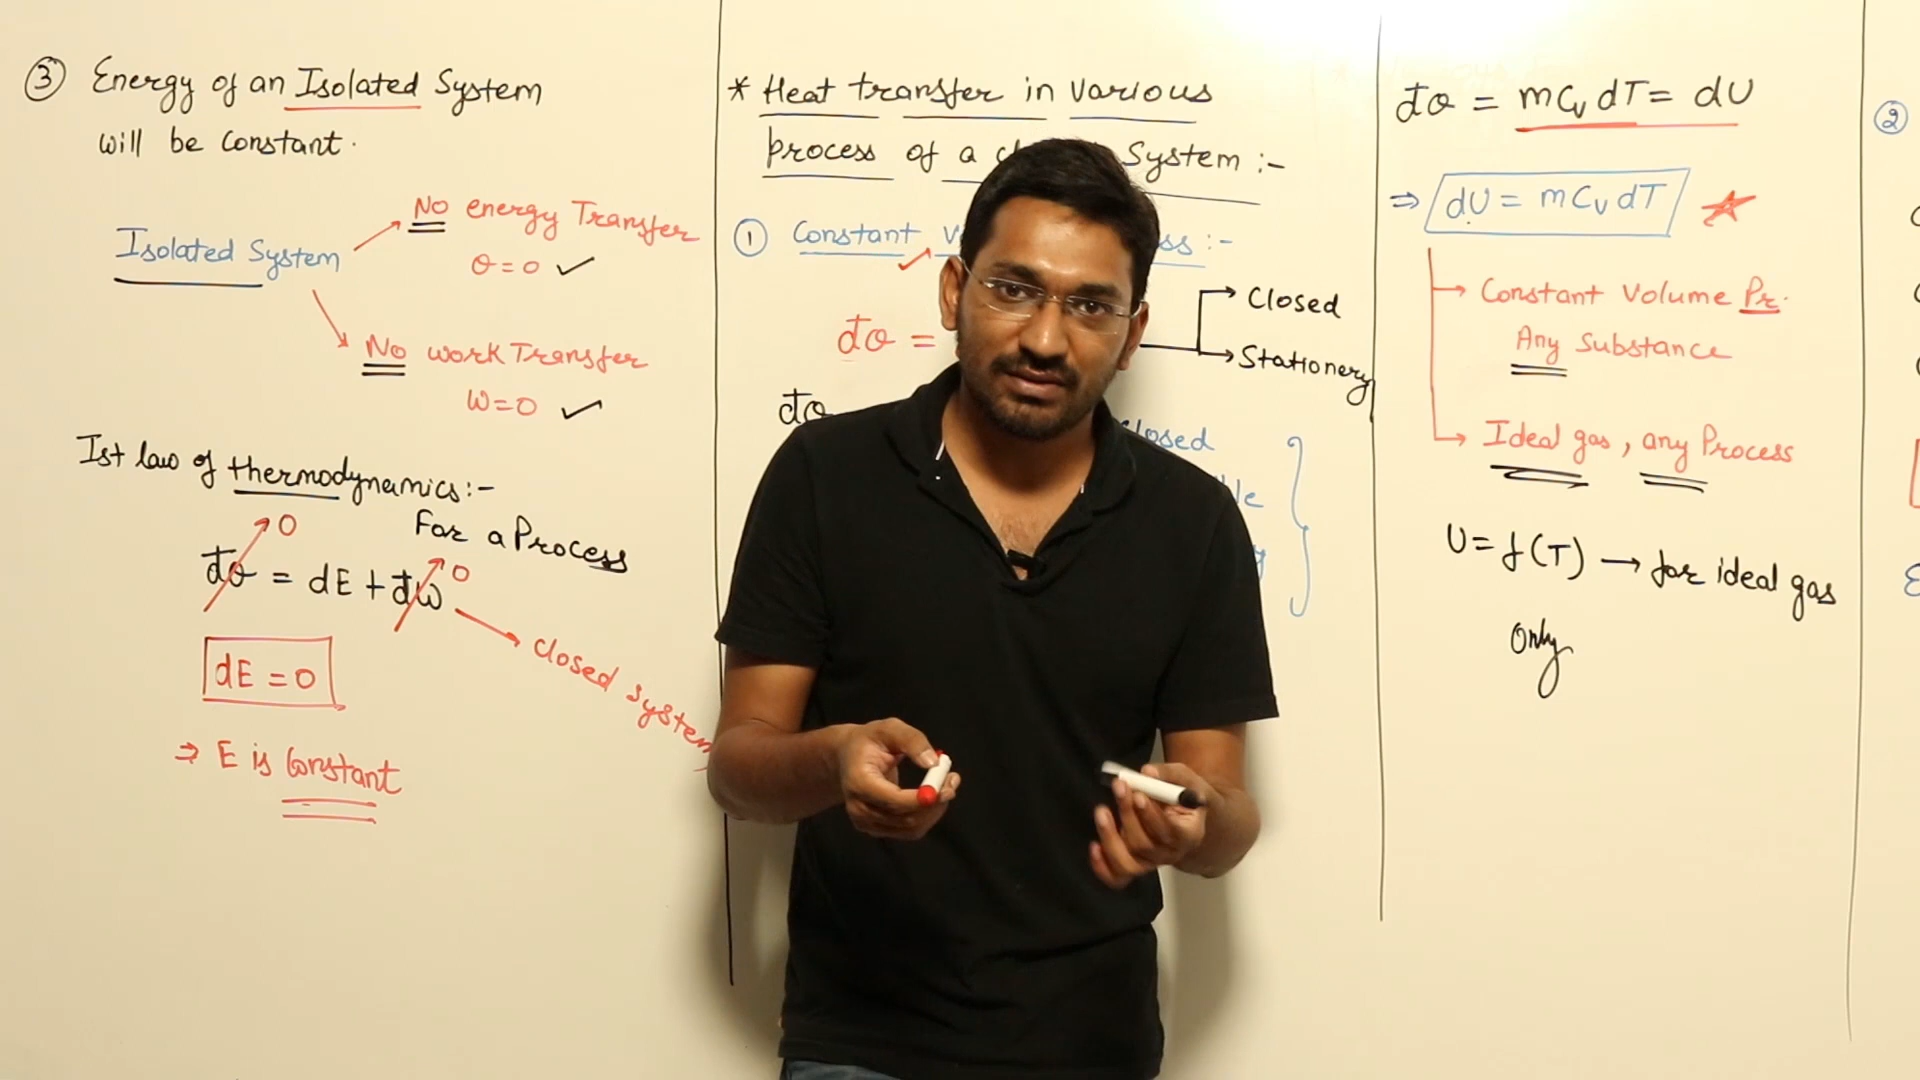 ③ Energy of an Isolated System
will be constant.
Isolated System
No energy Transfer
Q=0 ✓
No work Transfer
W=0 ✓
Ist law of thermodynamics:-
For a Process
0
0
đQ = dE + đW
closed system
dE = 0
⇒ E is Constant
* Heat transfer in various
process of a System :-
① Constant :-
Closed
đQ =
Stationery
đQ
closed
đQ = mCv dT = dU
⇒ dU = mCv dT
Constant Volume Pr.
Any Substance
Ideal gas, any Process
U = f(T) → for ideal gas
Only
②